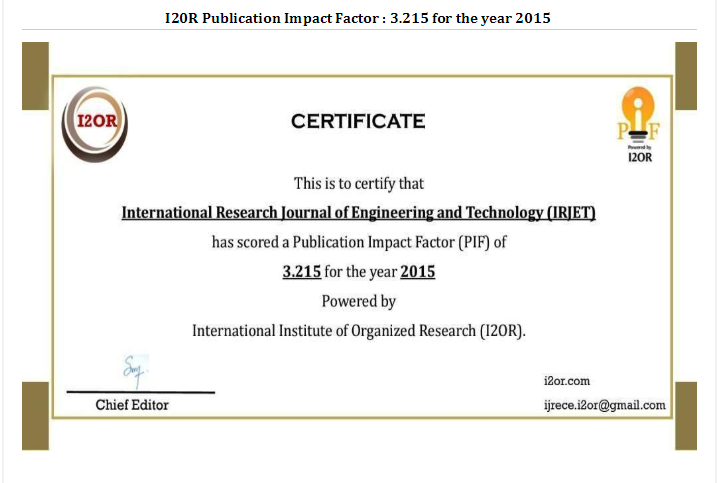 I2OR Publication Impact Factor : 3.215 for the year 2015
I2OR
CERTIFICATE
PiF
Powered by
I2OR
This is to certify that
International Research Journal of Engineering and Technology (IRJET)
has scored a Publication Impact Factor (PIF) of
3.215 for the year 2015
Powered by
International Institute of Organized Research (I2OR).
i2or.com
Chief Editor
ijrece.i2or@gmail.com